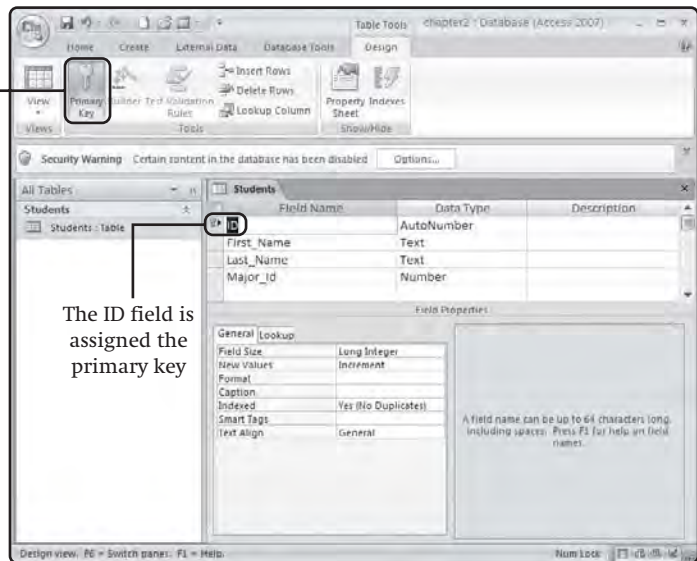 Table Tools chapter2 : Database (Access 2007)
Home Create External Data Database Tools Design
View
Primary Key
Builder
Test Validation Rules
Insert Rows
Delete Rows
Lookup Column
Property Sheet
Indexes
Views Tools Show/Hide
Security Warning Certain content in the database has been disabled Options...
All Tables
Students
Students : Table
Students
Field Name Data Type Description
ID AutoNumber
First_Name Text
Last_Name Text
Major_Id Number
The ID field is
assigned the
primary key
Field Properties
General Lookup
Field Size Long Integer
New Values Increment
Format
Caption
Indexed Yes (No Duplicates)
Smart Tags
Text Align General
A field name can be up to 64 characters long,
including spaces. Press F1 for help on field
names.
Design view. F6 = Switch panes. F1 = Help. Num Lock